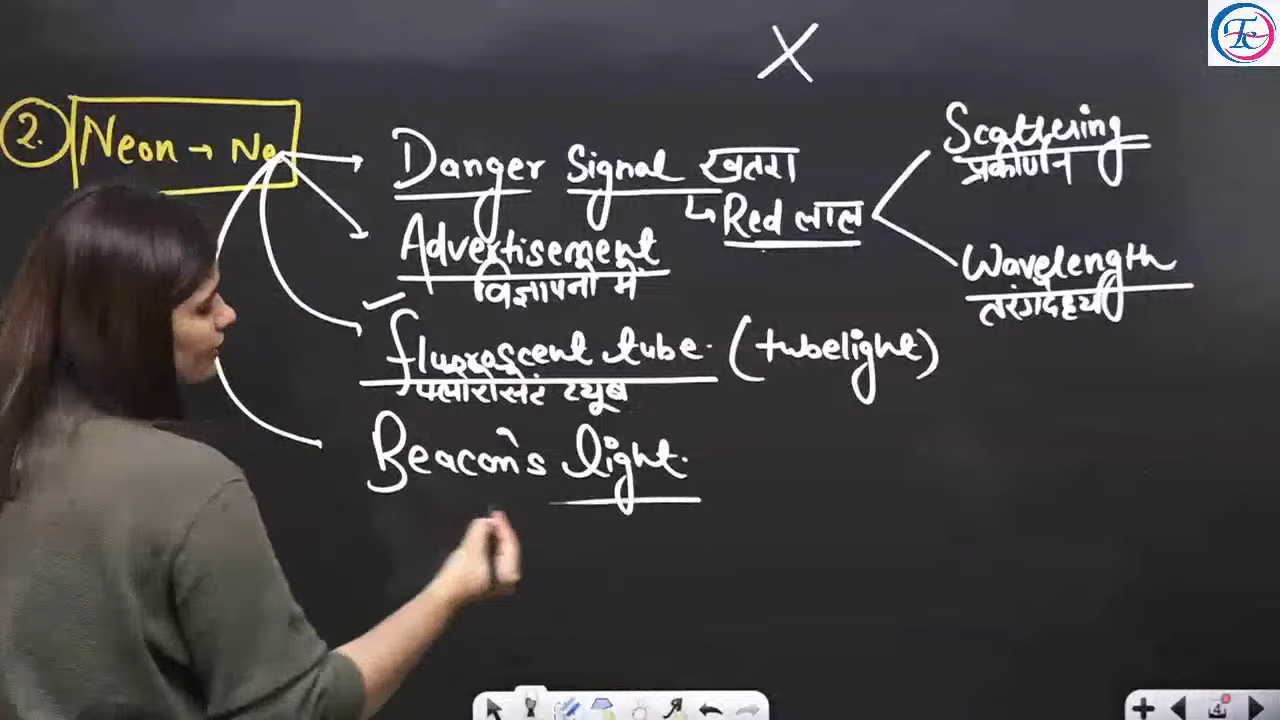 X
2. Neon → Ne
Danger Signal खतरा
↳ Red लाल
Scattering
प्रकीर्णन
Wavelength
तरंगदैर्ध्य
Advertisement
विज्ञापनों में
✓ fluorescent tube. (tubelight)
फ्लोरोसेंट ट्यूब
Beacon's light.